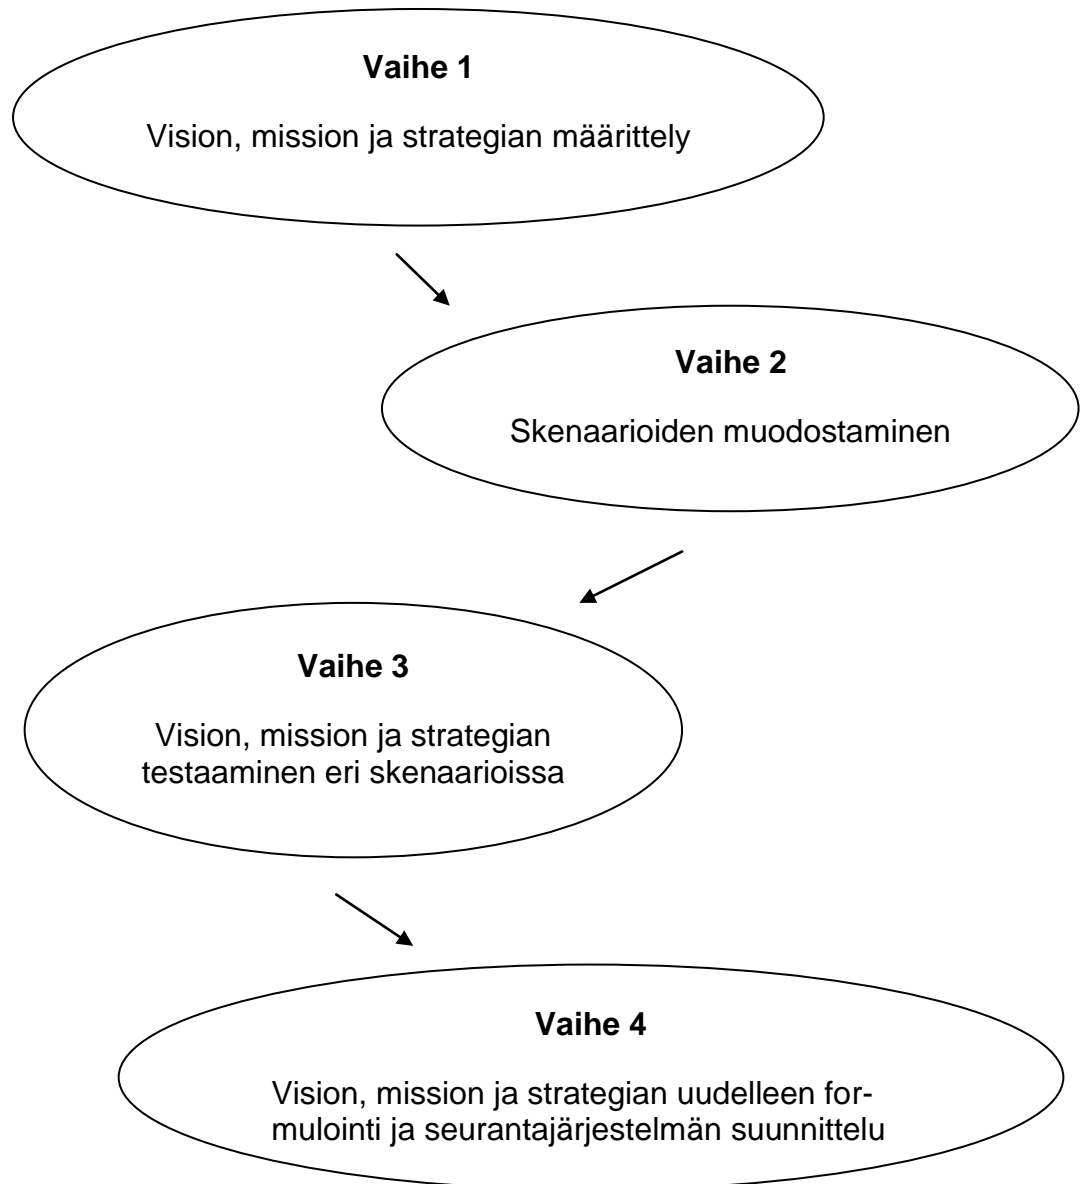 Vaihe 1
Vision, mission ja strategian määrittely
Vaihe 2
Skenaarioiden muodostaminen
Vaihe 3
Vision, mission ja strategian
testaaminen eri skenaarioissa
Vaihe 4
Vision, mission ja strategian uudelleen for-
mulointi ja seurantajärjestelmän suunnittelu